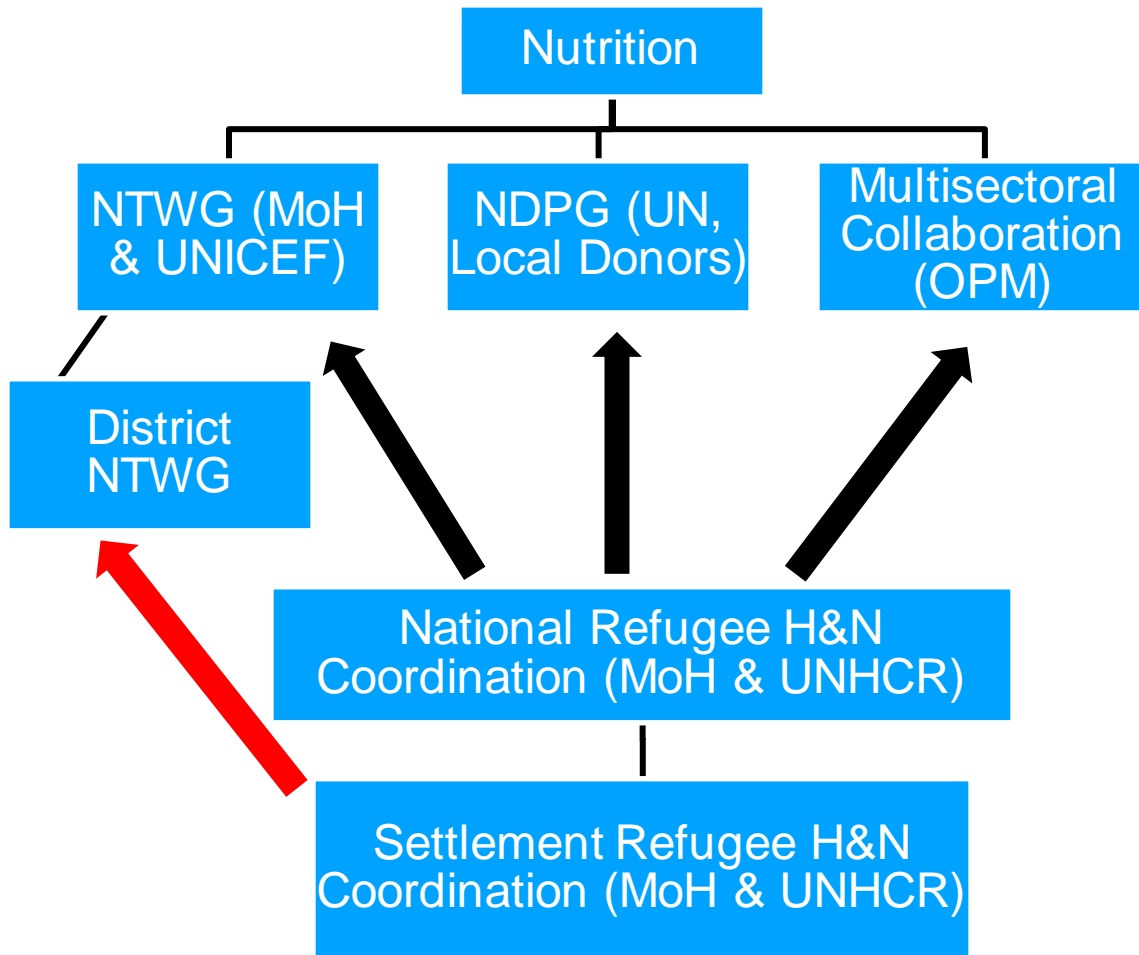 Nutrition
NTWG (MoH
& UNICEF)
NDPG (UN,
Local Donors)
Multisectoral
Collaboration
(OPM)
District
NTWG
National Refugee H&N
Coordination (MoH & UNHCR)
Settlement Refugee H&N
Coordination (MoH & UNHCR)